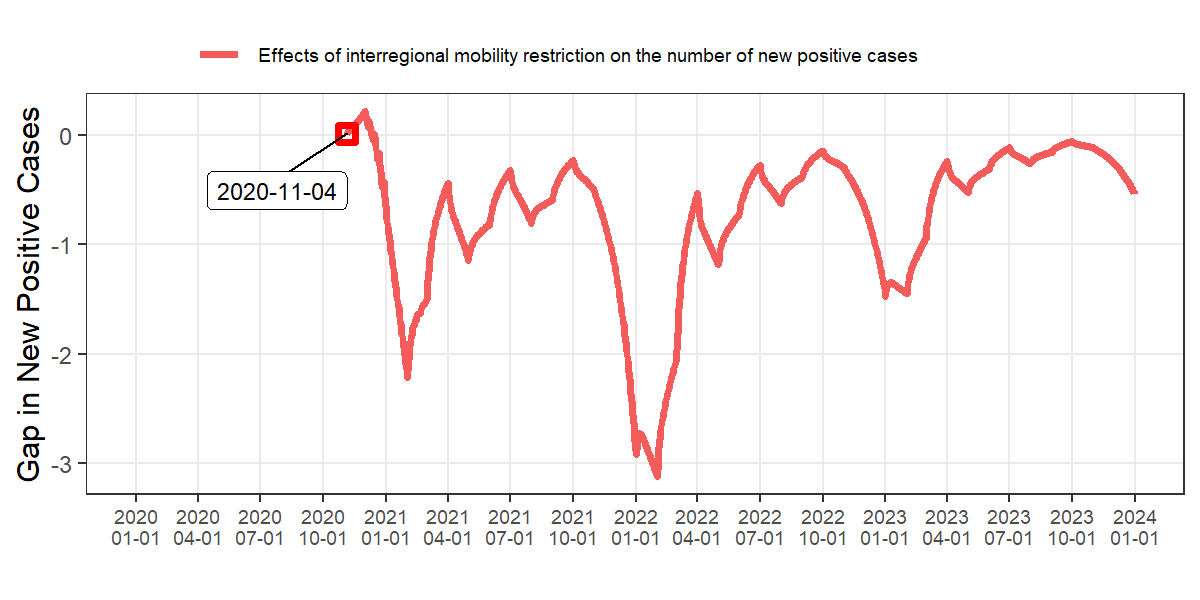 Effects of interregional mobility restriction on the number of new positive cases
Gap in New Positive Cases
0
-1
-2
-3
2020-11-04
2020 2020 2020 2020 2021 2021 2021 2021 2022 2022 2022 2022 2023 2023 2023 2023 2024
01-01 04-01 07-01 10-01 01-01 04-01 07-01 10-01 01-01 04-01 07-01 10-01 01-01 04-01 07-01 10-01 01-01